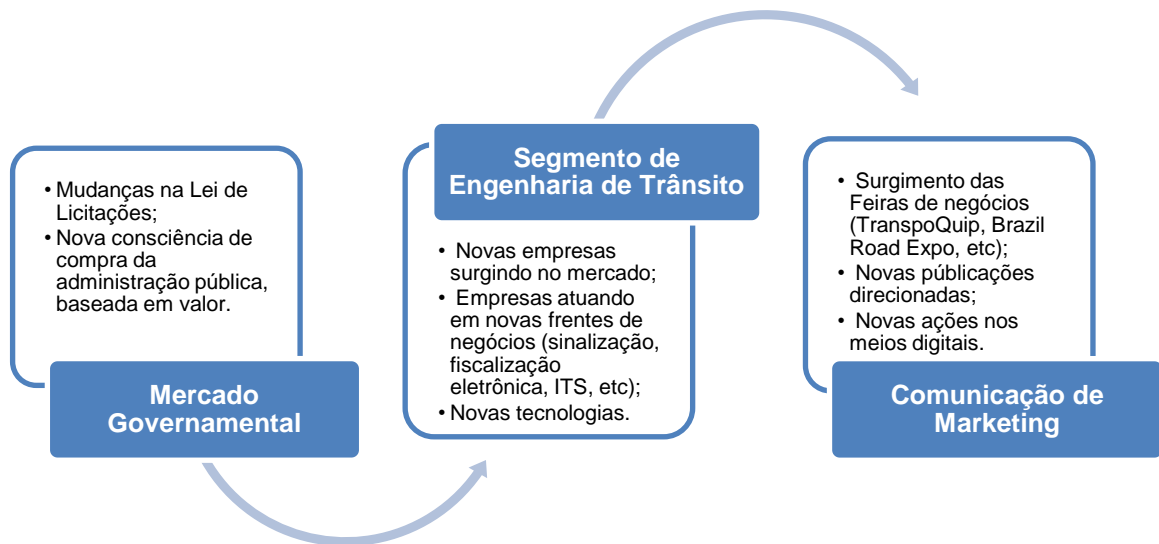 • Mudanças na Lei de
Licitações;
• Nova consciência de
compra da
administração pública,
baseada em valor.
Mercado
Governamental
Segmento de
Engenharia de Trânsito
• Novas empresas
surgindo no mercado;
• Empresas atuando
em novas frentes de
negócios (sinalização,
fiscalização
eletrônica, ITS, etc);
• Novas tecnologias.
• Surgimento das
Feiras de negócios
(TranspoQuip, Brazil
Road Expo, etc);
• Novas públicações
direcionadas;
• Novas ações nos
meios digitais.
Comunicação de
Marketing